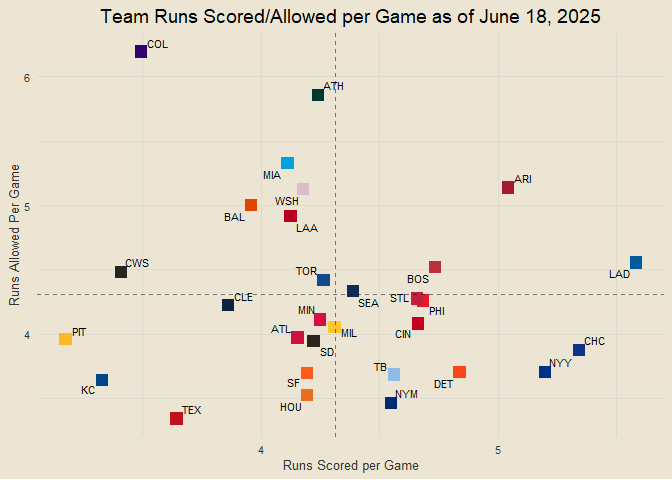 Team Runs Scored/Allowed per Game as of June 18, 2025
COL
6
ATH
MIA
ARI
WSH
5
BAL
LAA
CWS
TOR
BOS
LAD
CLE
SEA
STL
PHI
MIN
ATL
MIL
CIN
4
PIT
SD
CHC
KC
SF
TB
DET
NYY
HOU
NYM
TEX
Runs Allowed Per Game
4
5
Runs Scored per Game